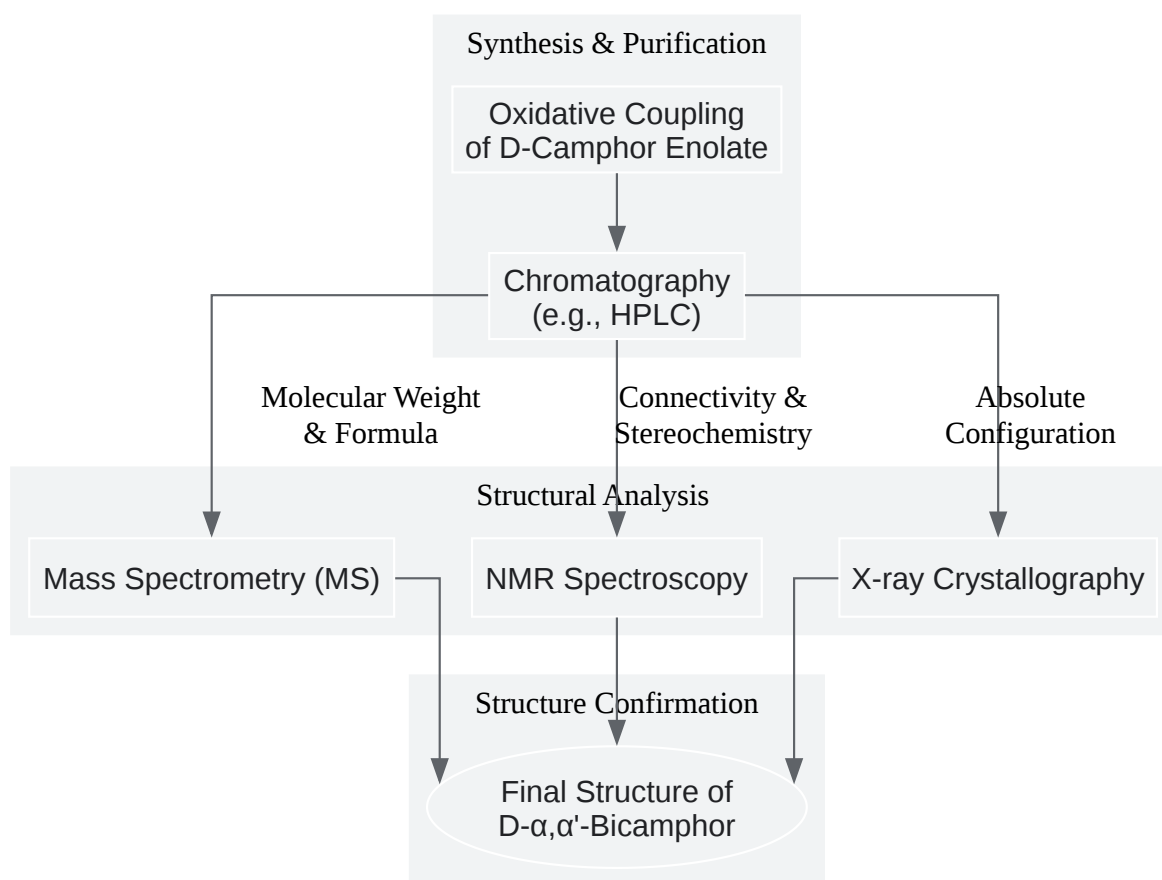 Synthesis & Purification
Oxidative Coupling
of D-Camphor Enolate
Chromatography
(e.g., HPLC)
Molecular Weight
& Formula
Connectivity &
Stereochemistry
Absolute
Configuration
Structural Analysis
Mass Spectrometry (MS)
NMR Spectroscopy
X-ray Crystallography
Structure Confirmation
Final Structure of
D-α,α'-Bicamphor